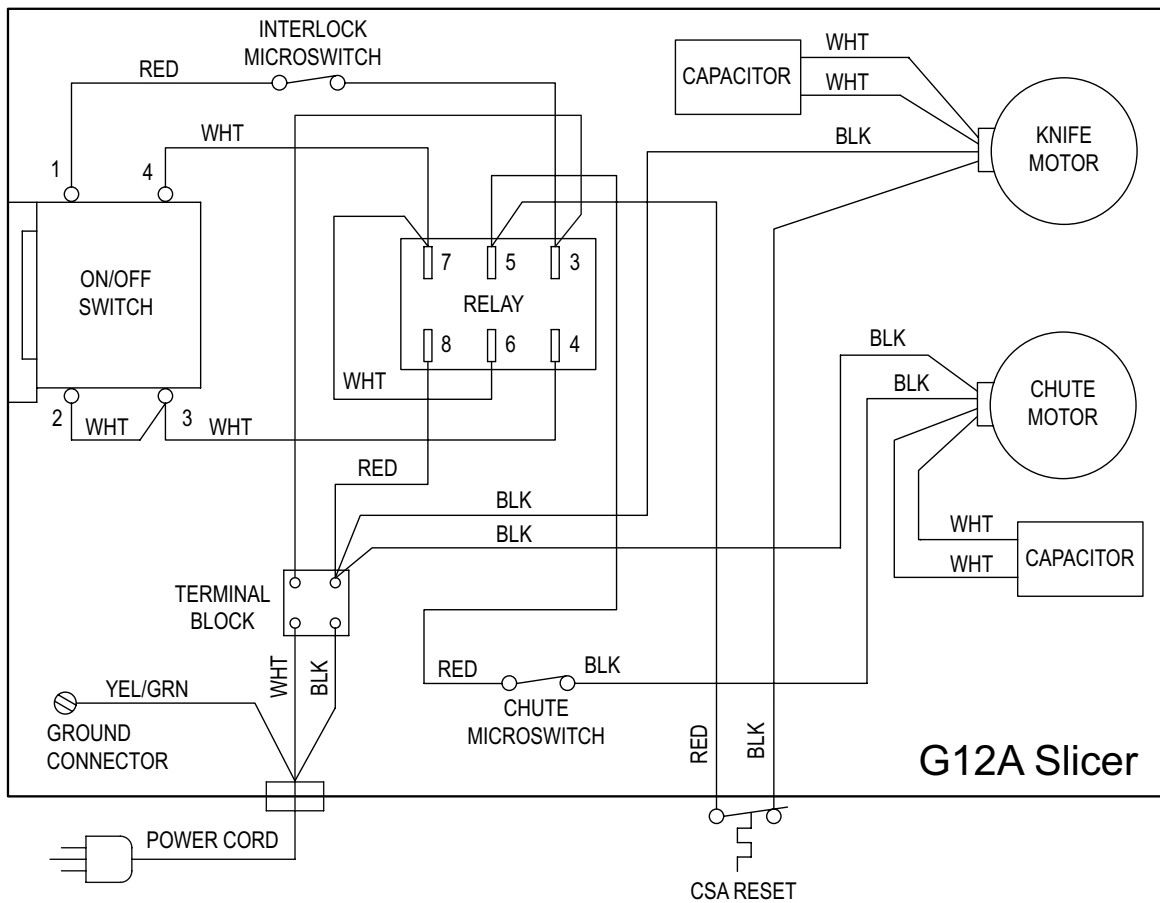 INTERLOCK
MICROSWITCH
RED
WHT
1
4
ON/OFF
SWITCH
2
WHT
3
WHT
7
5
3
RELAY
8
6
4
WHT
RED
CAPACITOR
WHT
WHT
BLK
KNIFE
MOTOR
BLK
BLK
CHUTE
MOTOR
BLK
BLK
WHT
WHT
CAPACITOR
TERMINAL
BLOCK
WHT
BLK
YEL/GRN
GROUND
CONNECTOR
RED
BLK
CHUTE
MICROSWITCH
RED
BLK
G12A Slicer
POWER CORD
CSA RESET